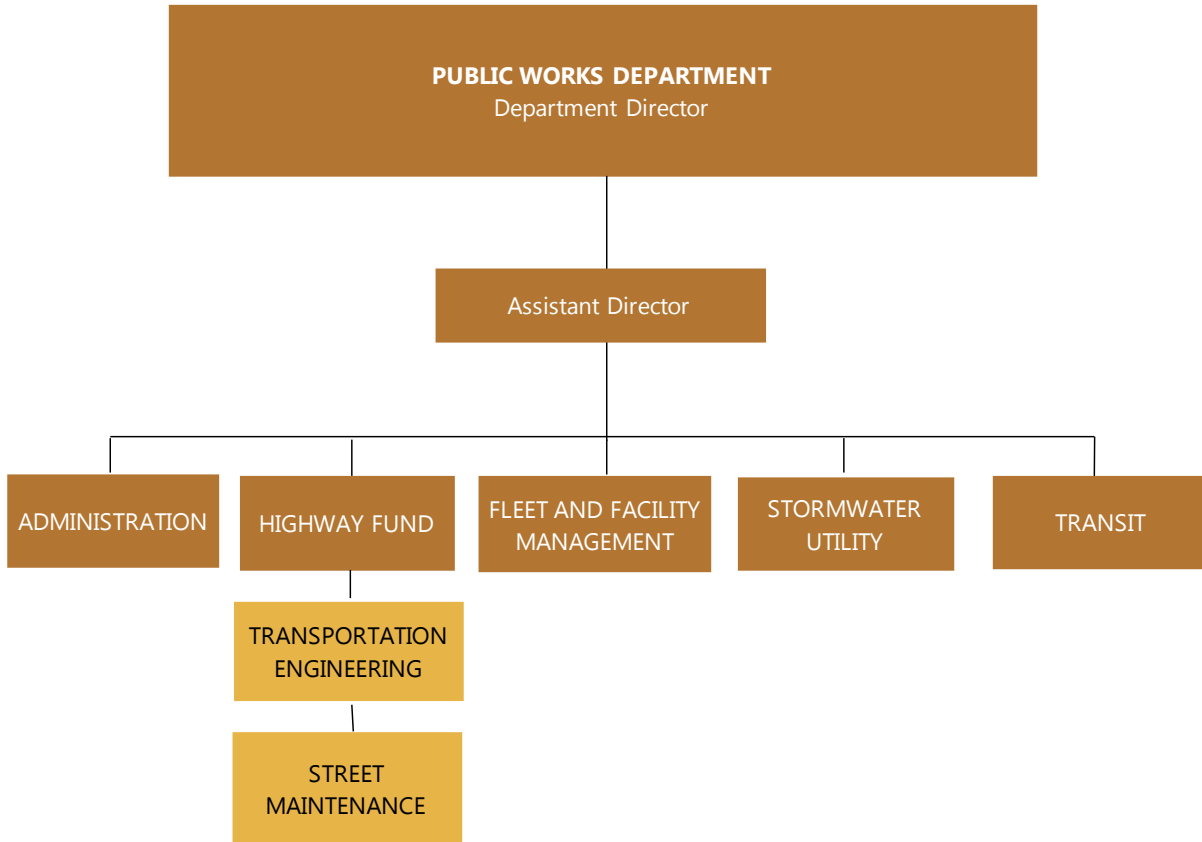 PUBLIC WORKS DEPARTMENT
Department Director
Assistant Director
ADMINISTRATION
HIGHWAY FUND
FLEET AND FACILITY
MANAGEMENT
STORMWATER
UTILITY
TRANSIT
TRANSPORTATION
ENGINEERING
STREET
MAINTENANCE